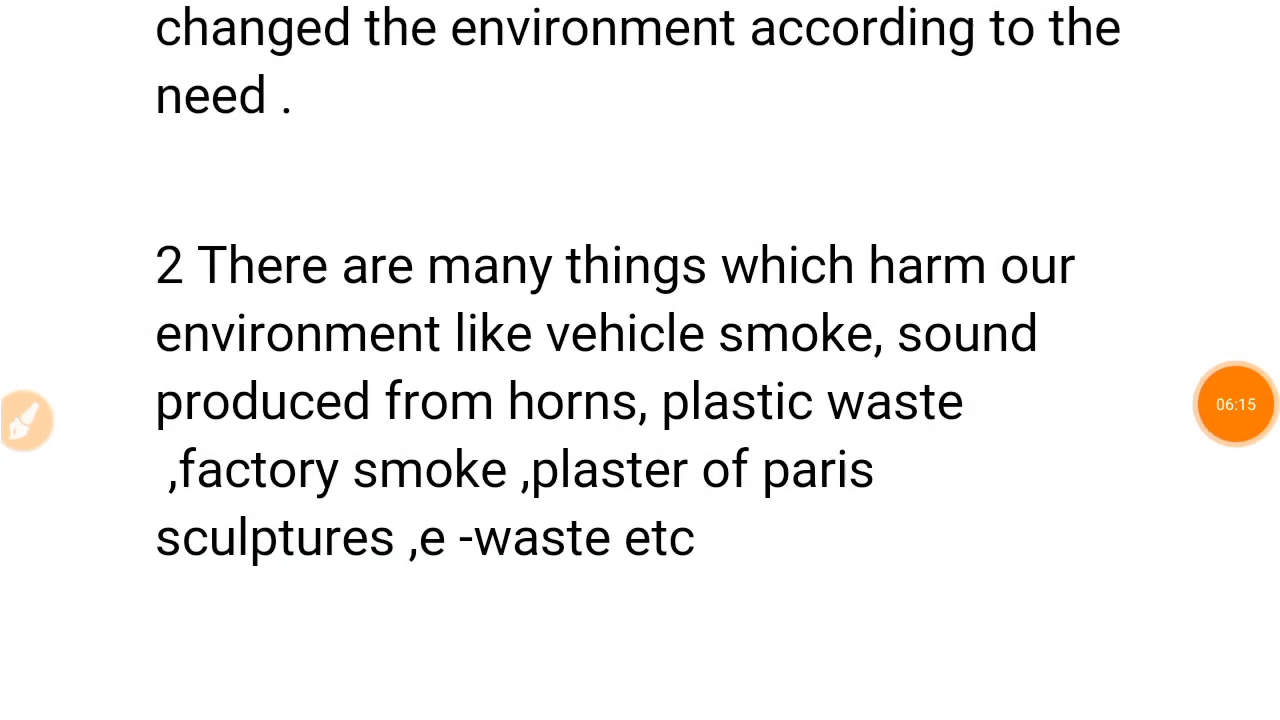 changed the environment according to the
need .
2 There are many things which harm our
environment like vehicle smoke, sound
produced from horns, plastic waste
,factory smoke ,plaster of paris
sculptures ,e -waste etc
06:15